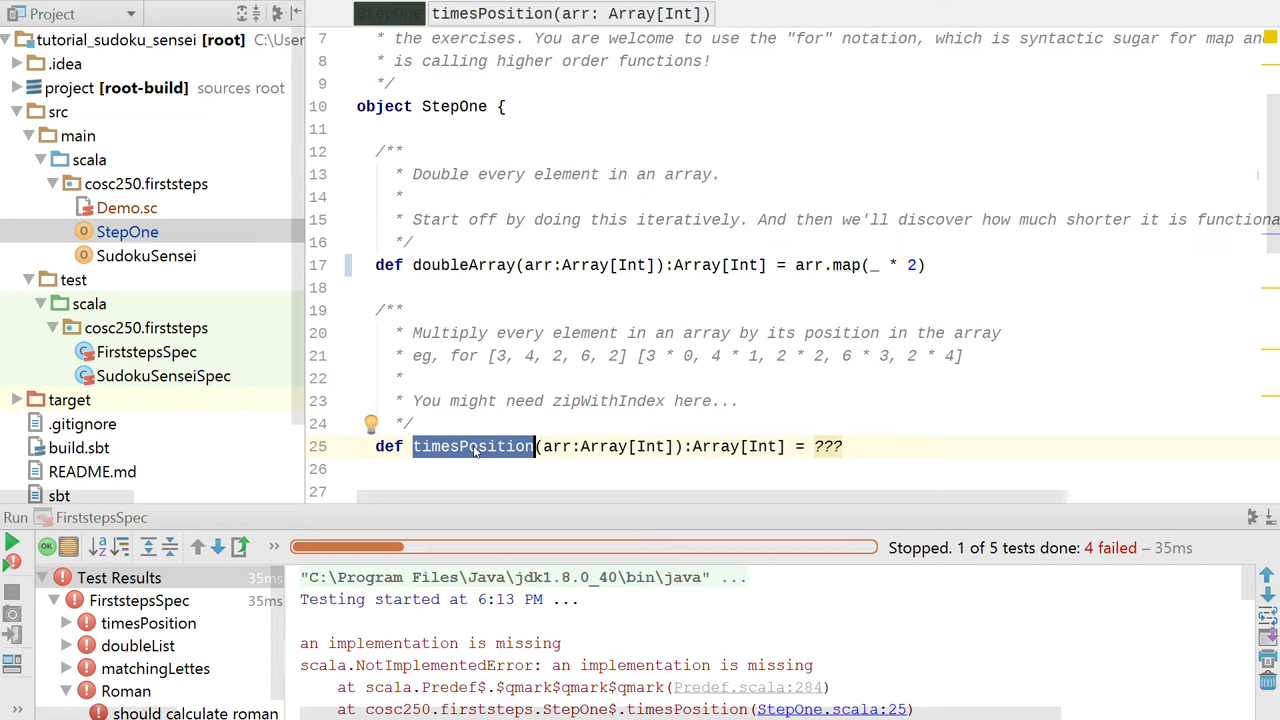 Project
StepOne
timesPosition(arr: Array[Int])
tutorial_sudoku_sensei [root] C:\User
.idea
project [root-build] sources root
src
main
scala
cosc250.firststeps
Demo.sc
StepOne
SudokuSensei
test
scala
cosc250.firststeps
FirststepsSpec
SudokuSenseiSpec
target
.gitignore
build.sbt
README.md
sbt
7 * the exercises. You are welcome to use the "for" notation, which is syntactic sugar for map an
8 * is calling higher order functions!
9 */
10 object StepOne {
11
12 /**
13 * Double every element in an array.
14 *
15 * Start off by doing this iteratively. And then we'll discover how much shorter it is functiona
16 */
17 def doubleArray(arr:Array[Int]):Array[Int] = arr.map(_ * 2)
18
19 /**
20 * Multiply every element in an array by its position in the array
21 * eg, for [3, 4, 2, 6, 2] [3 * 0, 4 * 1, 2 * 2, 6 * 3, 2 * 4]
22 *
23 * You might need zipWithIndex here...
24 */
25 def timesPosition(arr:Array[Int]):Array[Int] = ???
26
27
Run FirststepsSpec
OK
Stopped. 1 of 5 tests done: 4 failed – 35ms
Test Results 35ms
FirststepsSpec 35ms
timesPosition
doubleList
matchingLettes
Roman
should calculate roman
"C:\Program Files\Java\jdk1.8.0_40\bin\java" ...
Testing started at 6:13 PM ...
an implementation is missing
scala.NotImplementedError: an implementation is missing
at scala.Predef$.$qmark$qmark$qmark(Predef.scala:284)
at cosc250.firststeps.StepOne$.timesPosition(StepOne.scala:25)